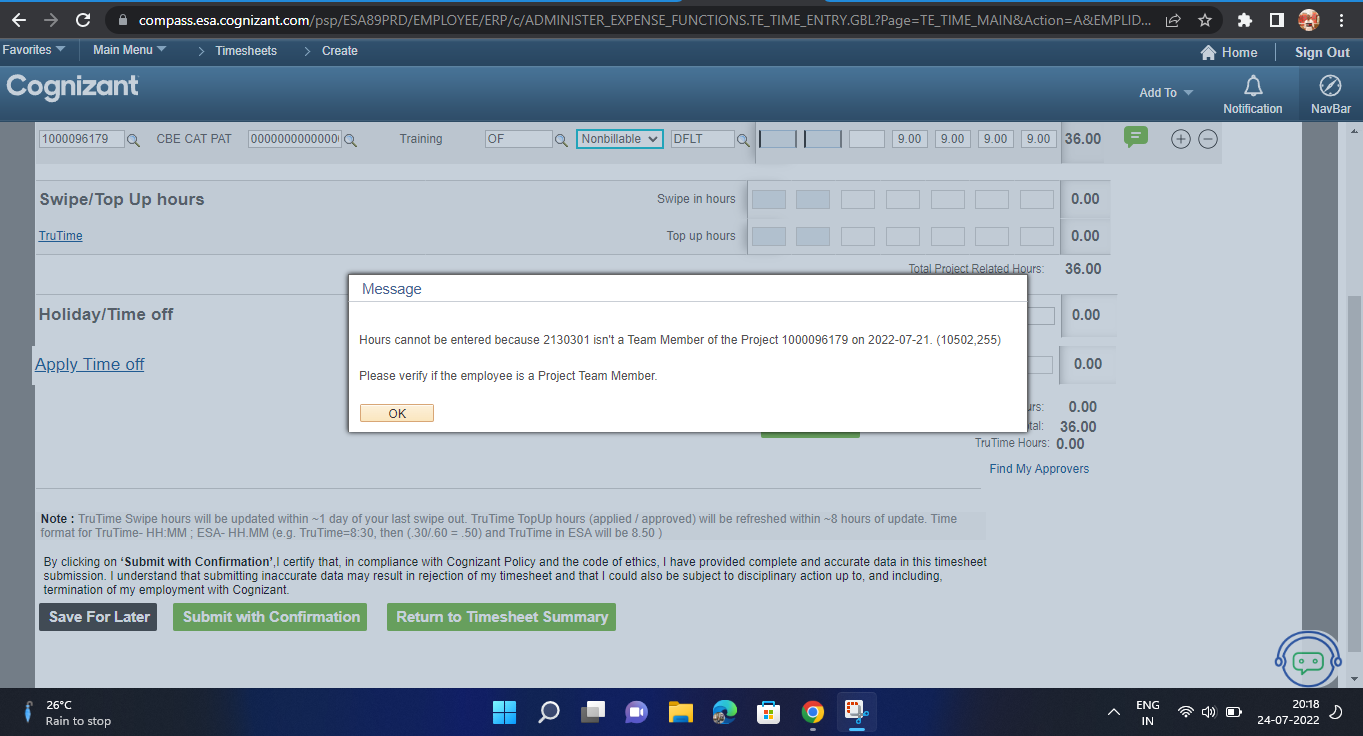 compass.esa.cognizant.com/psp/ESA89PRD/EMPLOYEE/ERP/c/ADMINISTER_EXPENSE_FUNCTIONS.TE_TIME_ENTRY.GBL?Page=TE_TIME_MAIN&Action=A&EMPLID...
Favorites Main Menu > Timesheets > Create Home Sign Out
Cognizant
Add To Notification NavBar
1000096179 CBE CAT PAT 0000000000000 Training OF Nonbillable DFLT 9.00 9.00 9.00 9.00 36.00
Swipe/Top Up hours Swipe in hours 0.00
TruTime Top up hours 0.00
Total Project Related Hours: 36.00
Message
Holiday/Time off 0.00
Hours cannot be entered because 2130301 isn't a Team Member of the Project 1000096179 on 2022-07-21. (10502,255)
Apply Time off 0.00
Please verify if the employee is a Project Team Member.
OK
urs: 0.00
tal: 36.00
TruTime Hours: 0.00
Find My Approvers
Note : TruTime Swipe hours will be updated within ~1 day of your last swipe out. TruTime TopUp hours (applied / approved) will be refreshed within ~8 hours of update. Time
format for TruTime- HH:MM ; ESA- HH.MM (e.g. TruTime=8:30, then (.30/.60 = .50) and TruTime in ESA will be 8.50 )
By clicking on ‘Submit with Confirmation’,I certify that, in compliance with Cognizant Policy and the code of ethics, I have provided complete and accurate data in this timesheet
submission. I understand that submitting inaccurate data may result in rejection of my timesheet and that I could also be subject to disciplinary action up to, and including,
termination of my employment with Cognizant.
Save For Later Submit with Confirmation Return to Timesheet Summary
26°C
Rain to stop
ENG
IN
20:18
24-07-2022